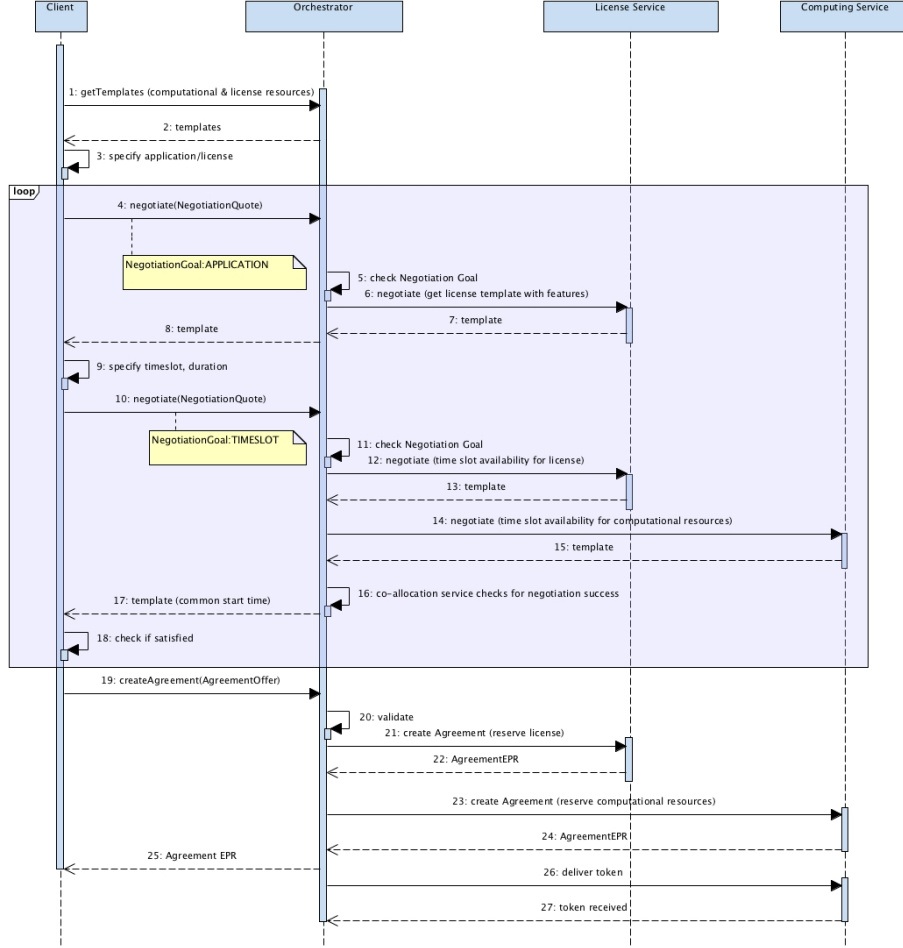 Client
Orchestrator
License Service
Computing Service
1: getTemplates (computational & license resources)
2: templates
3: specify application/license
loop
4: negotiate(NegotiationQuote)
NegotiationGoal:APPLICATION
5: check Negotiation Goal
6: negotiate (get license template with features)
7: template
8: template
9: specify timeslot, duration
10: negotiate(NegotiationQuote)
NegotiationGoal:TIMESLOT
11: check Negotiation Goal
12: negotiate (time slot availability for license)
13: template
14: negotiate (time slot availability for computational resources)
15: template
16: co-allocation service checks for negotiation success
17: template (common start time)
18: check if satisfied
19: createAgreement(AgreementOffer)
20: validate
21: create Agreement (reserve license)
22: AgreementEPR
23: create Agreement (reserve computational resources)
24: AgreementEPR
25: Agreement EPR
26: deliver token
27: token received